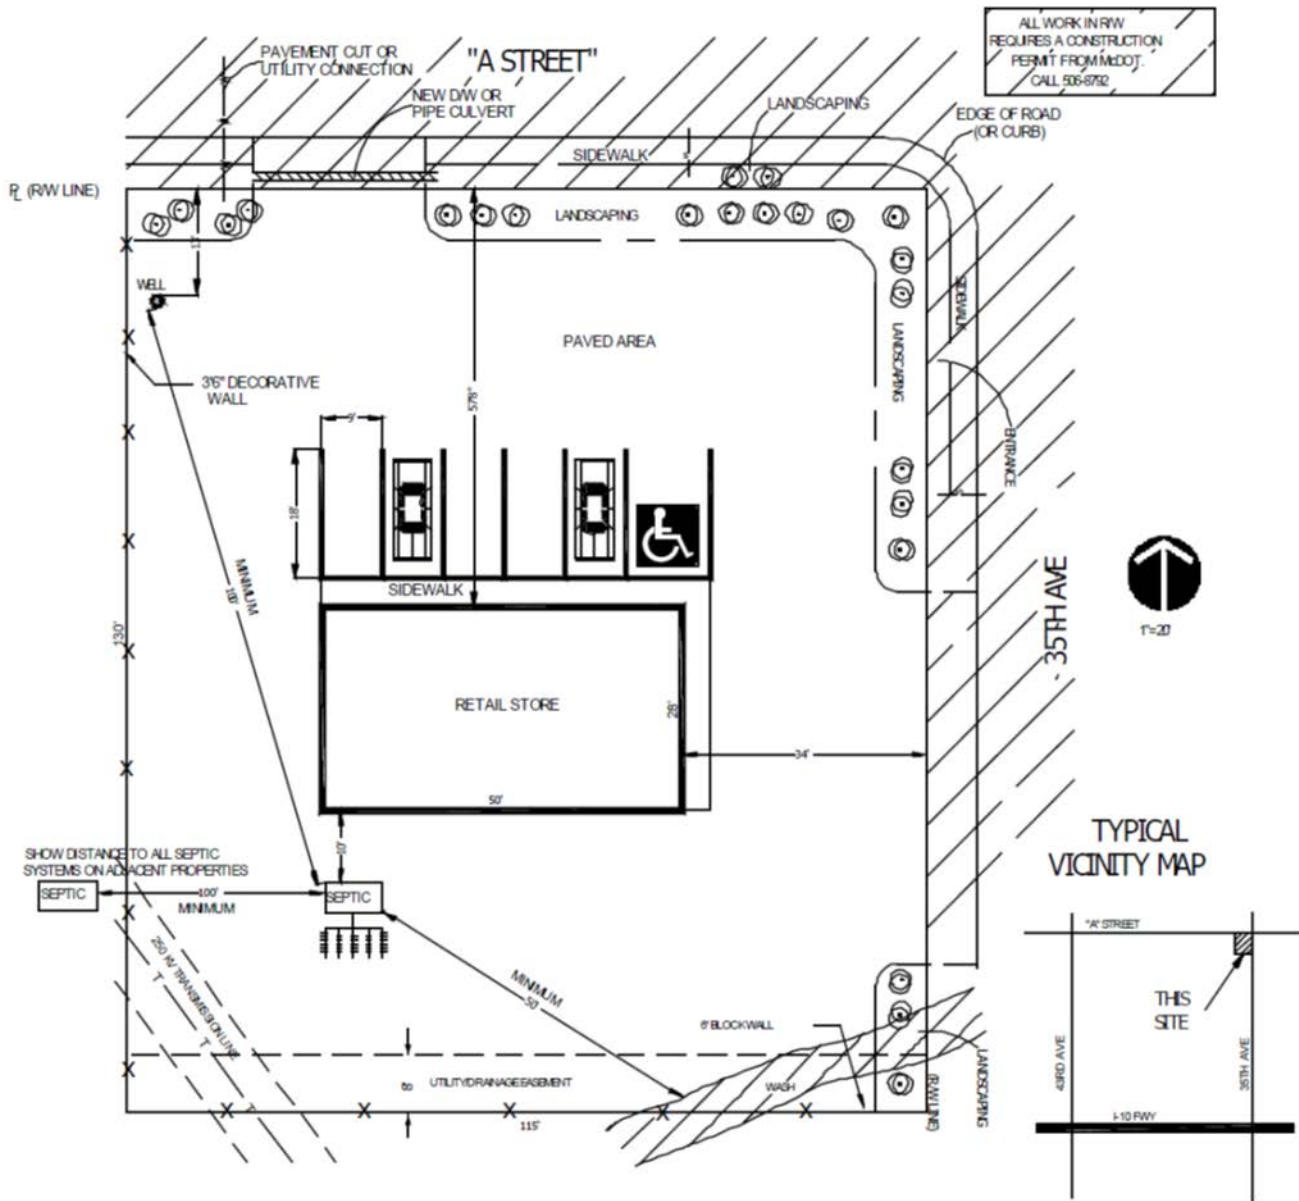 ALL WORK IN R/W
REQUIRES A CONSTRUCTION
PERMIT FROM McDOT.
CALL 506-8792
PAVEMENT CUT OR
UTILITY CONNECTION
"A STREET"
NEW D/W OR
PIPE CULVERT
LANDSCAPING
EDGE OF ROAD
(OR CURB)
SIDEWALK
PL (R/W LINE)
LANDSCAPING
WELL
SIDEWALK
PAVED AREA
LANDSCAPING
3'6" DECORATIVE
WALL
57'8"
9'
ENTRANCE
18'
MINIMUM
100'
SIDEWALK
35TH AVE
1"=20'
130'
RETAIL STORE
28'
34'
50'
10'
TYPICAL
VICINITY MAP
SHOW DISTANCE TO ALL SEPTIC
SYSTEMS ON ADJACENT PROPERTIES
SEPTIC
100'
MINIMUM
SEPTIC
"A" STREET
250 KV TRANSMISSION LINE
T
T
T
T
MINIMUM
50'
THIS
SITE
6' BLOCKWALL
43RD AVE
35TH AVE
8'
UTILITY/DRAINAGE EASEMENT
WASH
(R/W LINE)
LANDSCAPING
I-10 FWY
115'